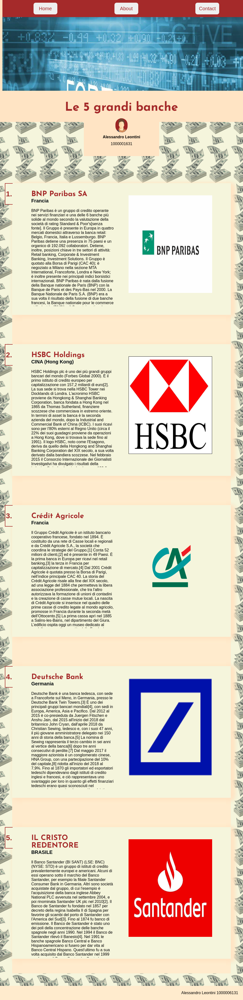 Home
About
Contact
OBJECTIVE
+0.83% -0.44 +0.32 +0.90
-0.44 +0.32 +0.90
Le 5 grandi banche
Alessandro Leontini
1000001631
1.
BNP Paribas SA
Francia
BNP Paribas è un gruppo di credito operante
nei servizi finanziari e una delle 6 banche più
solide al mondo secondo la valutazione della
società di rating Standard & Poor's[senza
fonte]. Il Gruppo è presente in Europa in quattro
mercati domestici attraverso la banca retail:
Belgio, Francia, Italia e Lussemburgo. BNP
Paribas detiene una presenza in 75 paesi e un
organico di 192.092 collaboratori. Detiene,
inoltre, posizioni chiave in tre settori di attività:
Retail banking, Corporate & Investment
Banking, Investment Solutions. Il Gruppo è
quotato alla Borsa di Parigi (CAC 40); è
negoziato a Milano nella sezione MTA
International, Francoforte, Londra e New York;
è inoltre presente nei principali indici borsistici
internazionali. BNP Paribas è nata dalla fusione
della Banque nationale de Paris (BNP) con la
Banque de Paris et des Pays-Bas nel 2000. La
Banque Nationale de Paris S.A. (BNP) era a
sua volta il risultato della fusione di due banche
francesi, la Banque nationale pour le commerce
BNP PARIBAS
2.
HSBC Holdings
CINA (Hong Kong)
HSBC Holdings plc è uno dei più grandi gruppi
bancari del mondo (Forbes Global 2000). È il
primo istituto di credito europeo per
capitalizzazione con 157,2 miliardi di euro[2].
La sua sede si trova nella HSBC Tower nei
Docklands di Londra. L'acronimo HSBC
proviene da Hongkong & Shanghai Banking
Corporation, banca fondata a Hong Kong nel
1865 da Thomas Sutherland, finanziere
scozzese che commerciava in estremo oriente.
In termini di asset la banca è la seconda
azienda del mondo, dopo la Industrial and
Commercial Bank of China (ICBC). I suoi ricavi
sono per l'80% esterni al Regno Unito (circa il
22% dei suoi guadagni proviene da operazioni
a Hong Kong, dove si trovava la sede fino al
1991). Il logo HSBC, noto come l'Esagono,
deriva da quello della Hongkong and Shanghai
Banking Corporation del XIX secolo, a sua volta
derivato dalla bandiera scozzese. Nel febbraio
2015 il Consorzio Internazionale dei Giornalisti
Investigativi ha divulgato i risultati della
HSBC
3.
Crédit Agricole
Francia
Il Gruppo Crédit Agricole è un istituto bancario
cooperativo francese, fondato nel 1894. È
costituito da una rete di Casse locali e regionali
e da Crédit Agricole S.A., la società che
coordina le strategie del Gruppo.[1] Conta 52
milioni di clienti,[2] ed è presente in 49 Paesi. È
la prima banca in Europa per ricavi nel retail
banking,[3] la terza in Francia per
capitalizzazione di mercato.[4] Dal 2001 Crédit
Agricole è quotata presso la Borsa di Parigi,
nell'indice principale CAC 40. La storia del
Crédit Agricole risale alla fine del XIX secolo,
ad una legge del 1884 che permetteva la libera
associazione professionale, che tra l'altro
autorizzava la formazione di unioni di contadini
e la creazione di casse mutue locali. La nascita
di Crédit Agricole si inserisce nel quadro delle
prime casse di credito legate al mondo agricolo,
promosse in Francia durante la seconda metà
dell'Ottocento.[5] La prima cassa aprì nel 1885
a Salins-les-Bains, nel dipartimento del Giura.
L'edificio ospita oggi un museo dedicato al
4.
Deutsche Bank
Germania
Deutsche Bank è una banca tedesca, con sede
a Francoforte sul Meno, in Germania, presso le
Deutsche Bank Twin Towers.[3] È uno dei
principali gruppi bancari mondiali[4], con sedi in
Europa, America, Asia e Pacifico. Dal 2012 al
2015 è co-presieduta da Juergen Fitschen e
Anshu Jain, dal 2015 all'inizio del 2018 dal
britannico John Cryan, dall'aprile 2018 da
Christian Sewing, tedesco e, con i suoi 47 anni,
il più giovane amministratore delegato nei 150
anni di storia della banca.[5] La nomina di
Sewing rappresenta il terzo cambio in sei anni
al vertice della banca[6] dopo tre anni
consecutivi di perdite.[7] Dal maggio 2017 il
maggiore azionista è un conglomerato cinese,
HNA Group, con una partecipazione del 10%
del capitale,[8] ridotta all'inizio del 2018 al
7,9%. Fino al 1870 gli importatori ed esportatori
tedeschi dipendevano dagli istituti di credito
inglesi e francesi, e ciò rappresentava uno
svantaggio per loro in quanto gli effetti finanziari
tedeschi erano quasi sconosciuti nel
5.
IL CRISTO
REDENTORE
BRASILE
Il Banco Santander (BI SANT) (LSE: BNC)
(NYSE: STD) è un gruppo di istituti di credito
prevalentemente europei e americani. Alcuni di
essi operano sotto il marchio del Banco
Santander, per esempio la filiale Santander
Consumer Bank in Germania. Altri sono società
acquistate dal gruppo, di cui l'esempio è
l'acquisizione della banca inglese Abbey
National PLC avvenuta nel settembre 2004, e
poi rinominata Santander UK plc nel 2010[2]. Il
Banco de Santander fu fondato nel 1857 per
decreto della regina Isabella II di Spagna per
favorire gli scambi del porto di Santander con
l'America del Sud[3]. Fino al 1874 fu banco di
emissione. Il Banco de Santander è stato uno
dei poli della concentrazione delle banche
spagnole negli anni 1990. Nel 1994 il Banco de
Santander rilevò il Banesto[4]. Nel 1991 le
banche spagnole Banco Central e Banco
Hispanoamericano si fusero per dar vita al
Banco Central Hispano. Quest'ultimo fu a sua
volta acquisito dal Banco Santander nel 1999
Santander
Alessandro Leontini 1000006131